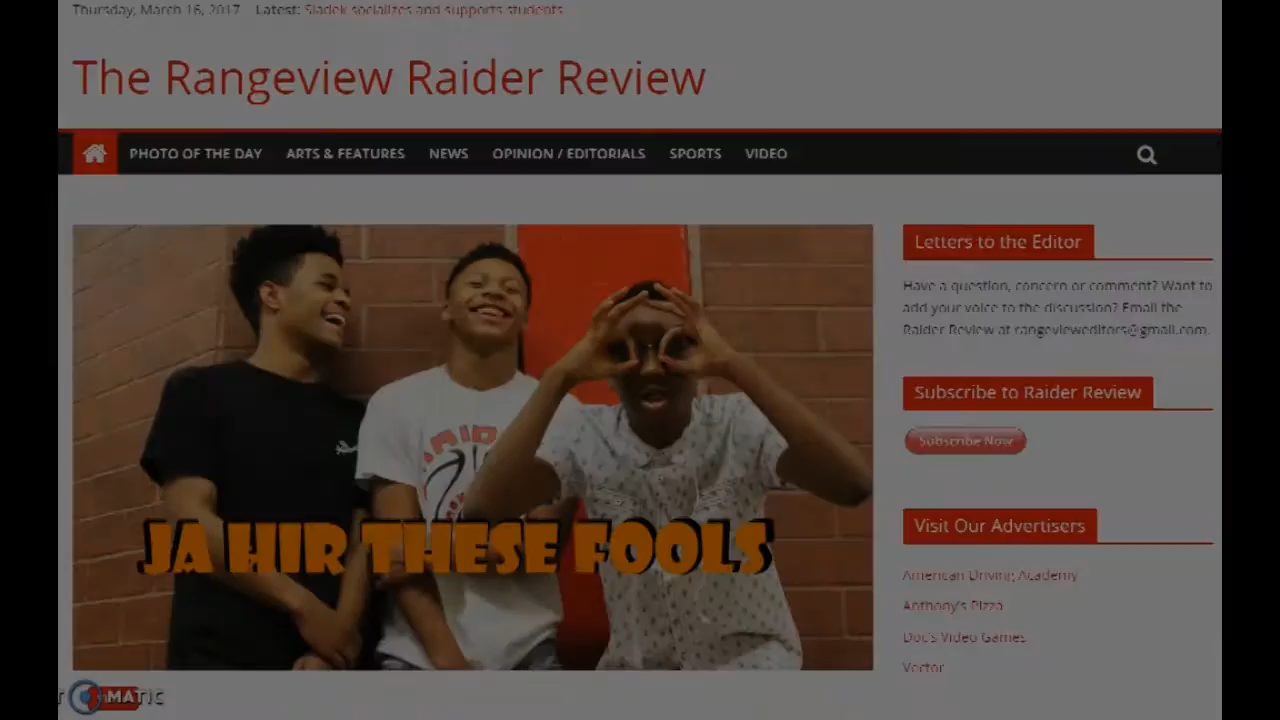 Thursday, March 16, 2017 Latest: Sladek socializes and supports students
The Rangeview Raider Review
PHOTO OF THE DAY ARTS & FEATURES NEWS OPINION / EDITORIALS SPORTS VIDEO
JA HIR THESE FOOLS
Letters to the Editor
Have a question, concern or comment? Want to
add your voice to the discussion? Email the
Raider Review at rangevieweditors@gmail.com.
Subscribe to Raider Review
Subscribe Now
Visit Our Advertisers
American Driving Academy
Anthony's Pizza
Doc's Video Games
Vector
MATIC